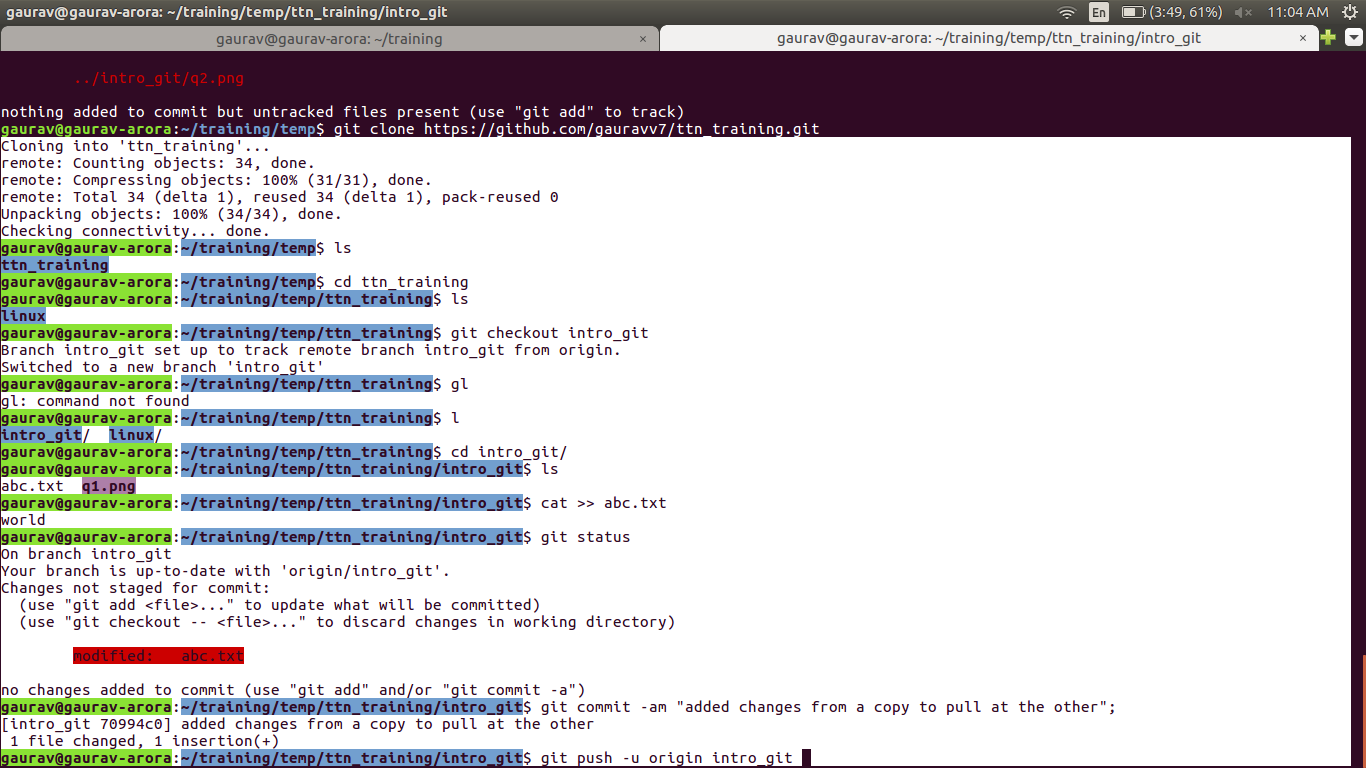 gaurav@gaurav-arora: ~/training/temp/ttn_training/intro_git
En (3:49, 61%) 11:04 AM
gaurav@gaurav-arora: ~/training × gaurav@gaurav-arora: ~/training/temp/ttn_training/intro_git ×
../intro_git/q2.png
nothing added to commit but untracked files present (use "git add" to track)
gaurav@gaurav-arora:~/training/temp$ git clone https://github.com/gauravv7/ttn_training.git
Cloning into 'ttn_training'...
remote: Counting objects: 34, done.
remote: Compressing objects: 100% (31/31), done.
remote: Total 34 (delta 1), reused 34 (delta 1), pack-reused 0
Unpacking objects: 100% (34/34), done.
Checking connectivity... done.
gaurav@gaurav-arora:~/training/temp$ ls
ttn_training
gaurav@gaurav-arora:~/training/temp$ cd ttn_training
gaurav@gaurav-arora:~/training/temp/ttn_training$ ls
linux
gaurav@gaurav-arora:~/training/temp/ttn_training$ git checkout intro_git
Branch intro_git set up to track remote branch intro_git from origin.
Switched to a new branch 'intro_git'
gaurav@gaurav-arora:~/training/temp/ttn_training$ gl
gl: command not found
gaurav@gaurav-arora:~/training/temp/ttn_training$ l
intro_git/  linux/
gaurav@gaurav-arora:~/training/temp/ttn_training$ cd intro_git/
gaurav@gaurav-arora:~/training/temp/ttn_training/intro_git$ ls
abc.txt  q1.png
gaurav@gaurav-arora:~/training/temp/ttn_training/intro_git$ cat >> abc.txt
world
gaurav@gaurav-arora:~/training/temp/ttn_training/intro_git$ git status
On branch intro_git
Your branch is up-to-date with 'origin/intro_git'.
Changes not staged for commit:
  (use "git add <file>..." to update what will be committed)
  (use "git checkout -- <file>..." to discard changes in working directory)
modified:   abc.txt
no changes added to commit (use "git add" and/or "git commit -a")
gaurav@gaurav-arora:~/training/temp/ttn_training/intro_git$ git commit -am "added changes from a copy to pull at the other";
[intro_git 70994c0] added changes from a copy to pull at the other
 1 file changed, 1 insertion(+)
gaurav@gaurav-arora:~/training/temp/ttn_training/intro_git$ git push -u origin intro_git